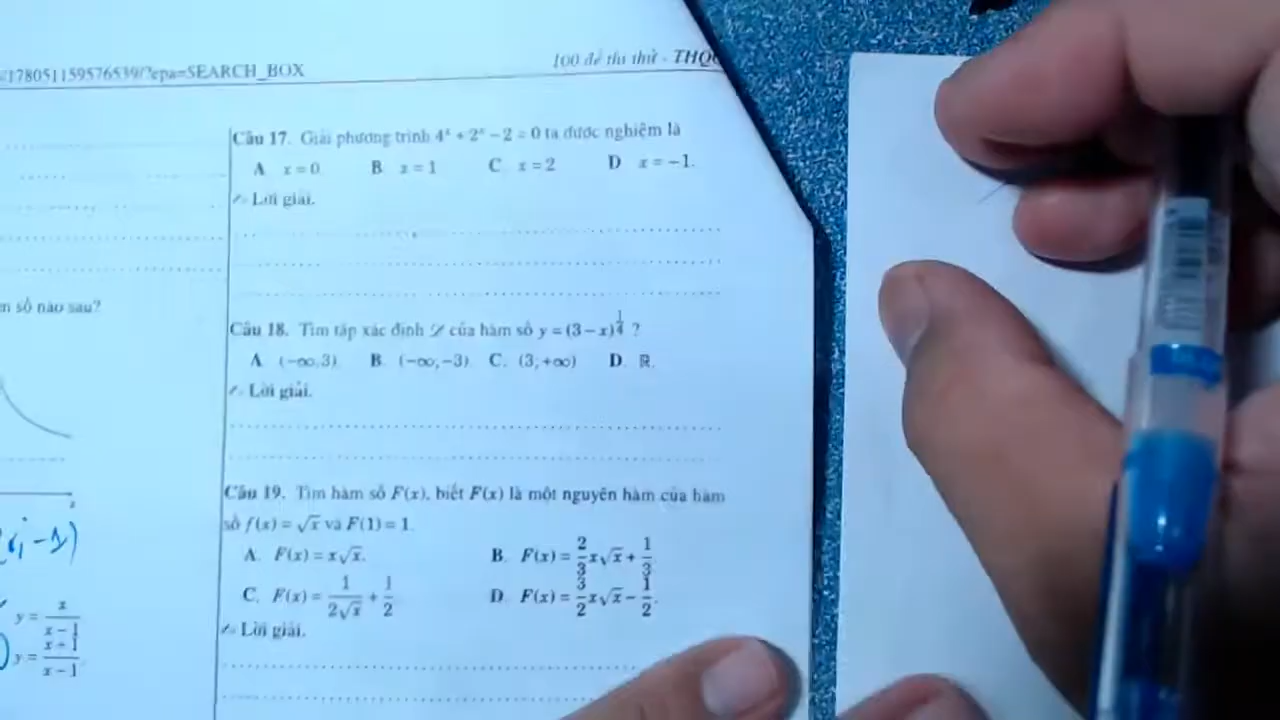 /178051159576539/?epa=SEARCH_BOX
100 đề thi thử - THQG
Câu 17. Giải phương trình 4ˣ + 2ˣ − 2 = 0 ta được nghiệm là
A. x = 0. B. x = 1 C. x = 2 D. x = −1.
Lời giải.
Câu 18. Tìm tập xác định 𝒟 của hàm số y = (3 − x)^{1/4} ?
A. (−∞;3). B. (−∞;−3). C. (3;+∞) D. ℝ.
Lời giải.
Câu 19. Tìm hàm số F(x), biết F(x) là một nguyên hàm của hàm
số f(x) = √x và F(1) = 1.
A. F(x) = x√x. B. F(x) = 2/3 x√x + 1/3
C. F(x) = 1/(2√x) + 1/2 D. F(x) = 3/2 x√x − 1/2.
Lời giải.
số nào sau?
x
y = x/(x − 1)
y = (x + 1)/(x − 1).